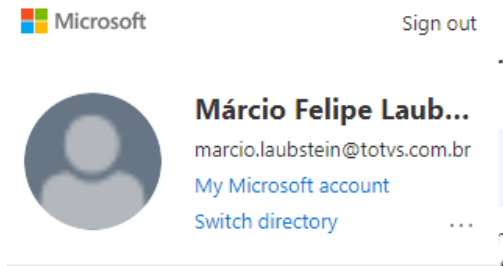 Microsoft
Sign out
Márcio Felipe Laub...
marcio.laubstein@totvs.com.br
My Microsoft account
Switch directory
...